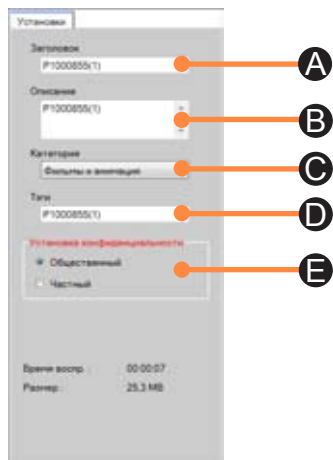 Установки
Заголовок
P1000855(1)
A
Описание
P1000855(1)
B
Категория
Фильмы и анимация
C
Тэги
P1000855(1)
D
Установка конфиденциальности
Общественный
E
Частный
Время воспр. : 00:00:07
Размер : 25,3 MB